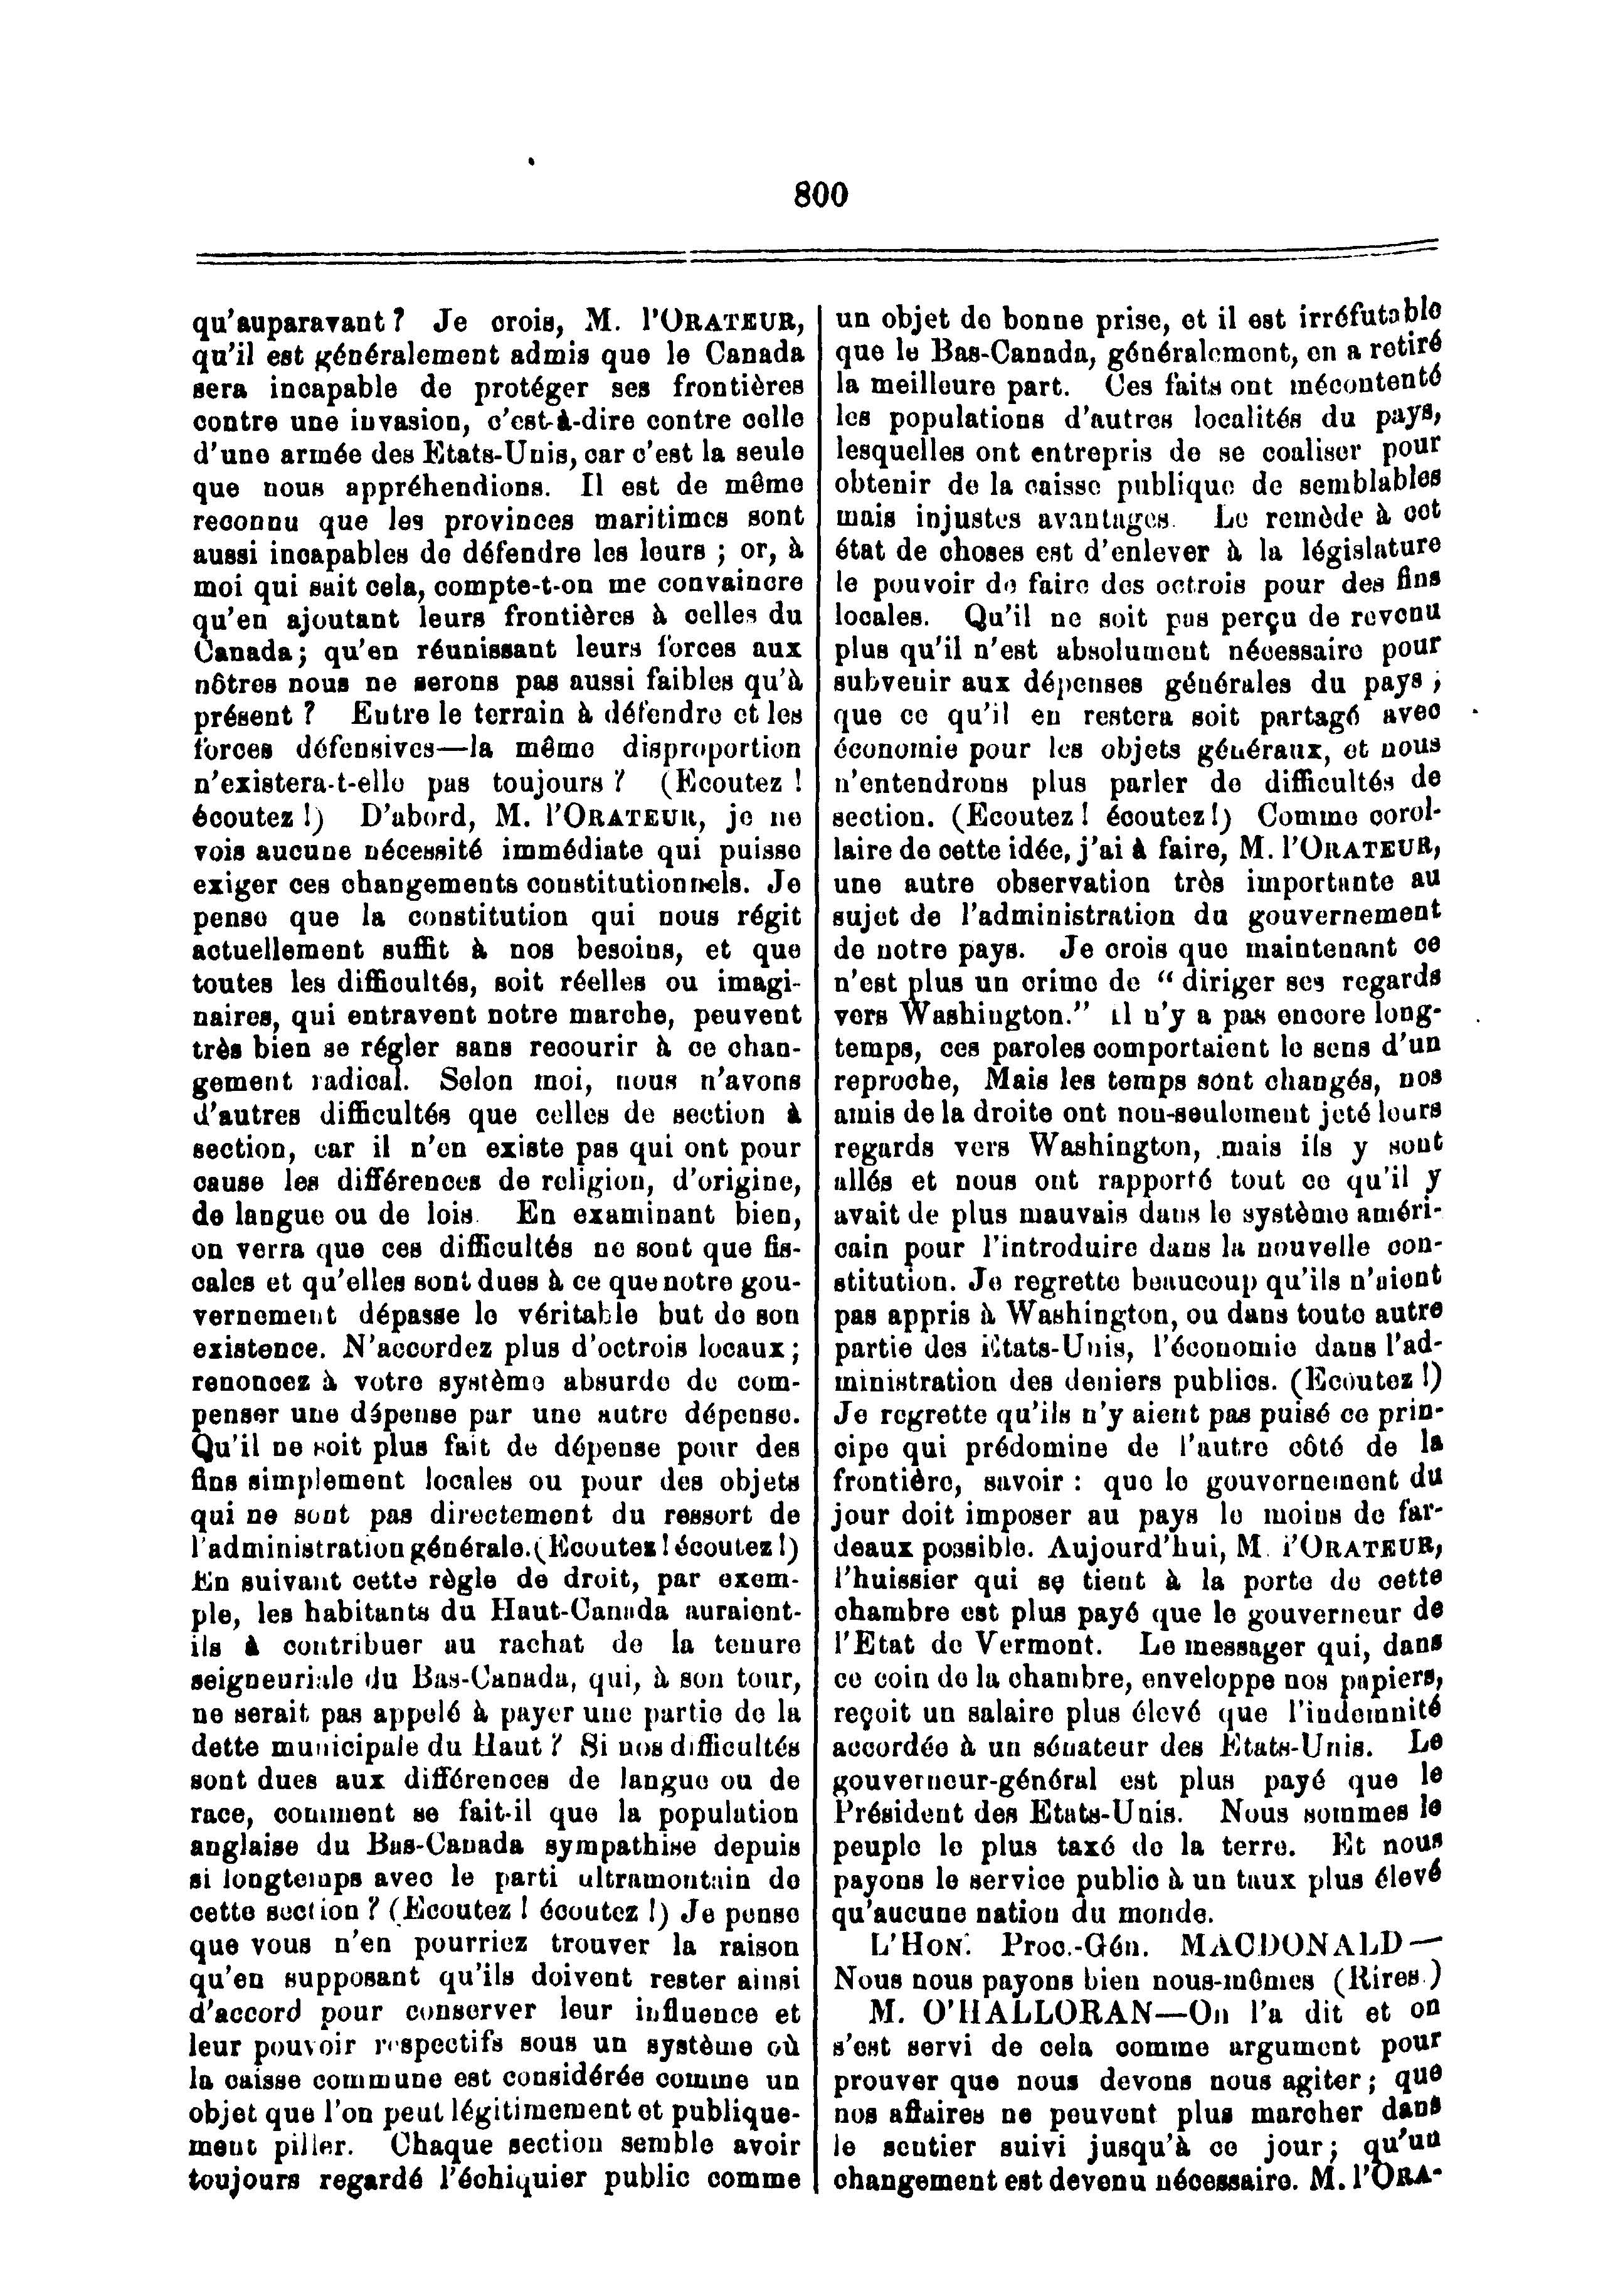 800
qu'auparavant ? Je crois, M. l'ORATEUR,
qu'il est généralement admis que le Canada
sera incapable de protéger ses frontières
contre une invasion, c'est-à-dire contre celle
d'une armée des Etats-Unis, car c'est la seule
que nous appréhendions. Il est de même
reconnu que les provinces maritimes sont
aussi incapables de défendre les leurs ; or, à
moi qui sait cela, compte-t-on me convaincre
qu'en ajoutant leurs frontières à celles du
Canada ; qu'en réunissant leurs forces aux
nôtres nous ne serons pas aussi faibles qu'à
présent ? Entre le terrain à défendre et les
forces défensives—la même disproportion
n'existera-t-elle pas toujours ? (Ecoutez !
écoutez !) D'abord, M. l'ORATEUR, je ne
vois aucune nécessité immédiate qui puisse
exiger ces changements constitutionnels. Je
pense que la constitution qui nous régit
actuellement suffit à nos besoins, et que
toutes les difficultés, soit réelles ou imagi-
naires, qui entravent notre marche, peuvent
très bien se régler sans recourir à ce chan-
gement radical. Selon moi, nous n'avons
d'autres difficultés que celles de section à
section, car il n'en existe pas qui ont pour
cause les différences de religion, d'origine,
de langue ou de lois. En examinant bien,
on verra que ces difficultés ne sont que fis-
cales et qu'elles sont dues à ce que notre gou-
vernement dépasse le véritable but de son
existence. N'accordez plus d'octrois locaux ;
renoncez à votre système absurde de com-
penser une dépense par une autre dépense.
Qu'il ne soit plus fait de dépense pour des
fins simplement locales ou pour des objets
qui ne sont pas directement du ressort de
l'administration générale. (Ecoutez ! écoutez !)
En suivant cette règle de droit, par exem-
ple, les habitants du Haut-Canada auraient-
ils à contribuer au rachat de la tenure
seigneuriale du Bas-Canada, qui, à son tour,
ne serait pas appelé à payer une partie de la
dette municipale du Haut ? Si nos difficultés
sont dues aux différences de langue ou de
race, comment se fait-il que la population
anglaise du Bas-Canada sympathise depuis
si longtemps avec le parti ultramontain de
cette section ? (Ecoutez ! écoutez !) Je pense
que vous n'en pourriez trouver la raison
qu'en supposant qu'ils doivent rester ainsi
d'accord pour conserver leur influence et
leur pouvoir respectifs sous un système où
la caisse commune est considérée comme un
objet que l'on peut légitimement et publique-
ment piller. Chaque section semble avoir
toujours regardé l'échiquier public comme
un objet de bonne prise, et il est irréfutable
que le Bas-Canada, généralement, en a retiré
la meilleure part. Ces faits ont mécontenté
les populations d'autres localités du pays,
lesquelles ont entrepris de se coaliser pour
obtenir de la caisse publique de semblables
mais injustes avantages. Le remède à cet
état de choses est d'enlever à la législature
le pouvoir de faire des octrois pour des fins
locales. Qu'il ne soit pas perçu de revenu
plus qu'il n'est absolument nécessaire pour
subvenir aux dépenses générales du pays ;
que ce qu'il en restera soit partagé avec
économie pour les objets généraux, et nous
n'entendrons plus parler de difficultés de
section. (Ecoutez ! écoutez !) Comme corol-
laire de cette idée, j'ai à faire, M. l'ORATEUR,
une autre observation très importante au
sujet de l'administration du gouvernement
de notre pays. Je crois que maintenant ce
n'est plus un crime de " diriger ses regards
vers Washington." Il n'y a pas encore long-
temps, ces paroles comportaient le sens d'un
reproche, Mais les temps sont changés, nos
amis de la droite ont non-seulement jeté leurs
regards vers Washington, mais ils y sont
allés et nous ont rapporté tout ce qu'il y
avait de plus mauvais dans le système améri-
cain pour l'introduire dans la nouvelle con-
stitution. Je regrette beaucoup qu'ils n'aient
pas appris à Washington, ou dans toute autre
partie des Etats-Unis, l'économie dans l'ad-
ministration des deniers publics. (Ecoutez !)
Je regrette qu'ils n'y aient pas puisé ce prin-
cipe qui prédomine de l'autre côté de la
frontière, savoir : que le gouvernement du
jour doit imposer au pays le moins de far-
deaux possible. Aujourd'hui, M. l'ORATEUR,
l'huissier qui se tient à la porte de cette
chambre est plus payé que le gouverneur de
l'Etat de Vermont. Le messager qui, dans
ce coin de la chambre, enveloppe nos papiers,
reçoit un salaire plus élevé que l'indemnité
accordée à un sénateur des Etats-Unis. Le
gouverneur-général est plus payé que le
Président des Etats-Unis. Nous sommes le
peuple le plus taxé de la terre. Et nous
payons le service public à un taux plus élevé
qu'aucune nation du monde.
L'HON. PROC.-GÉN. MACDONALD—
Nous nous payons bien nous-mêmes (Rires.)
M. O'HALLORAN—On l'a dit et on
s'est servi de cela comme argument pour
prouver que nous devons nous agiter ; que
nos affaires ne peuvent plus marcher dans
le sentier suivi jusqu'à ce jour ; qu'un
changement est devenu nécessaire. M. l'ORA-